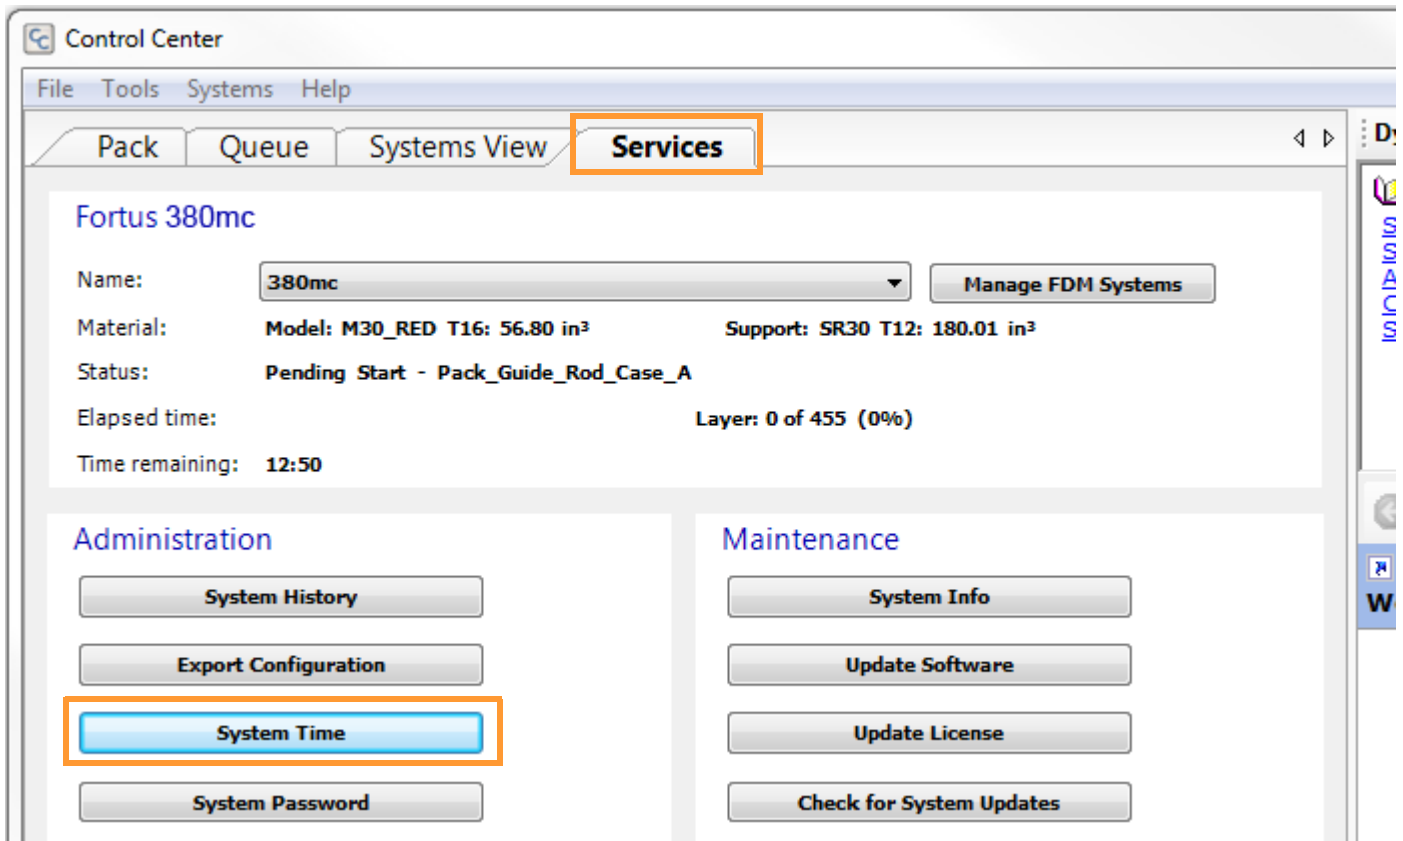 Control Center
File Tools Systems Help
Pack Queue Systems View Services
Fortus 380mc
Name: 380mc Manage FDM Systems
Material: Model: M30_RED T16: 56.80 in³ Support: SR30 T12: 180.01 in³
Status: Pending Start - Pack_Guide_Rod_Case_A
Elapsed time: Layer: 0 of 455 (0%)
Time remaining: 12:50
Administration Maintenance
System History System Info
Export Configuration Update Software
System Time Update License
System Password Check for System Updates